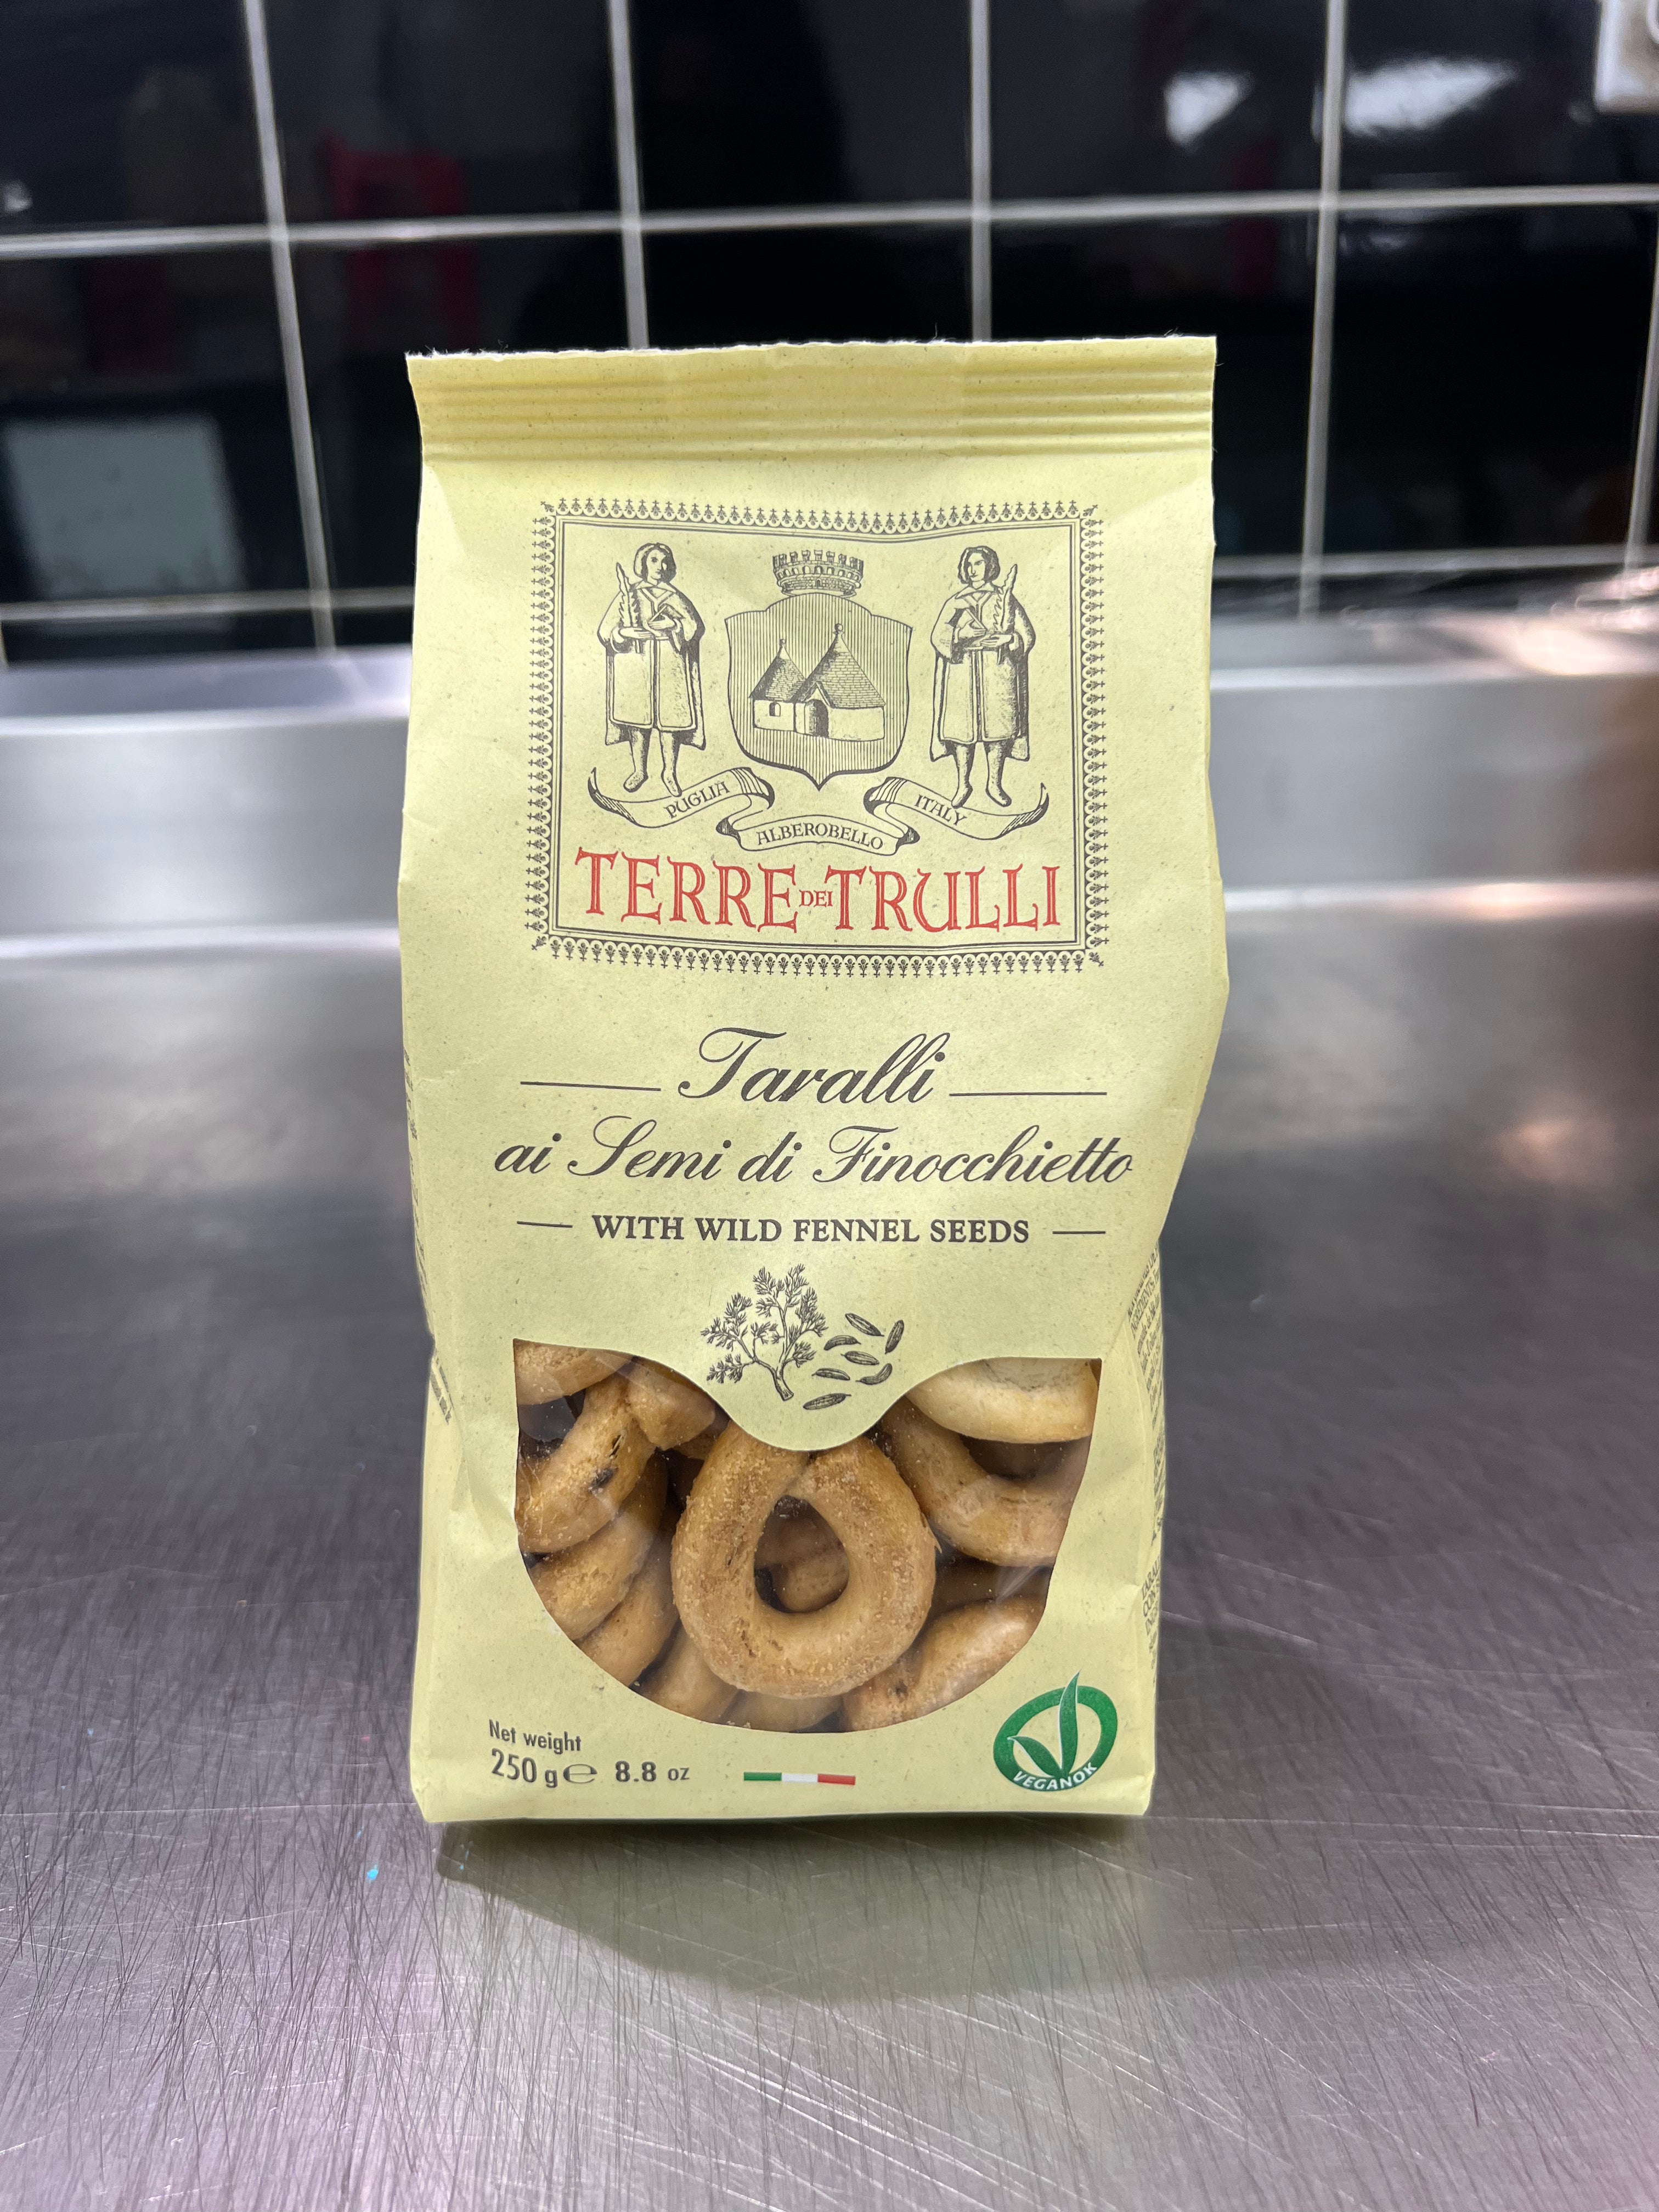 PUGLIA
ALBEROBELLO
ITALY
TERRE DEI TRULLI
Taralli
ai Semi di Finocchietto
WITH WILD FENNEL SEEDS
Net weight
250 g ℮ 8.8 oz
VEGANOK